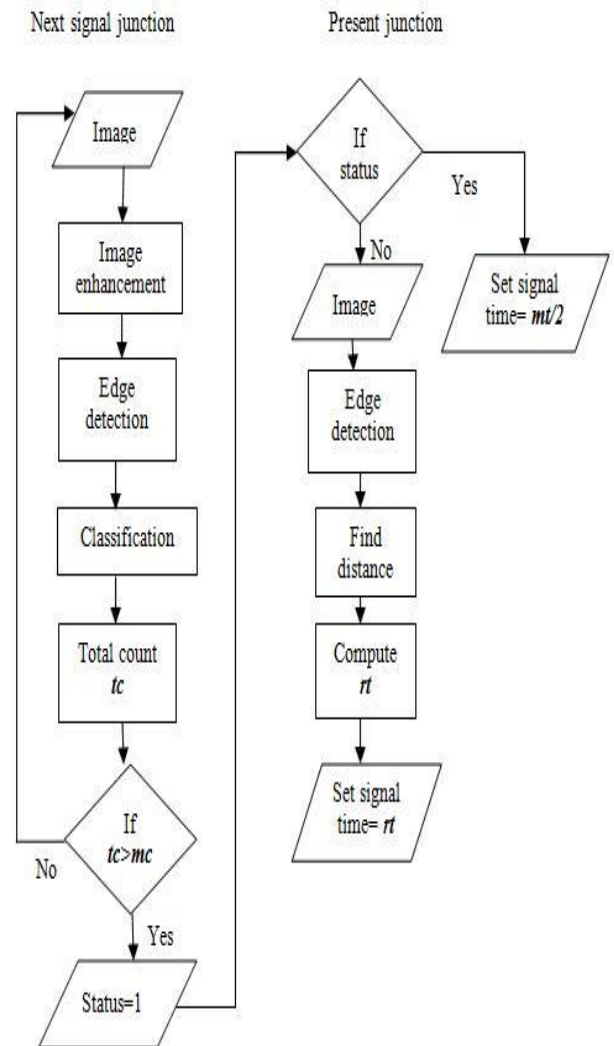 Next signal junction
Image
Image
enhancement
Edge
detection
Classification
Total count
tc
If
tc>mc
No
Yes
Status=1
Present junction
If
status
Yes
No
Set signal
time= mt/2
Image
Edge
detection
Find
distance
Compute
rt
Set signal
time= rt